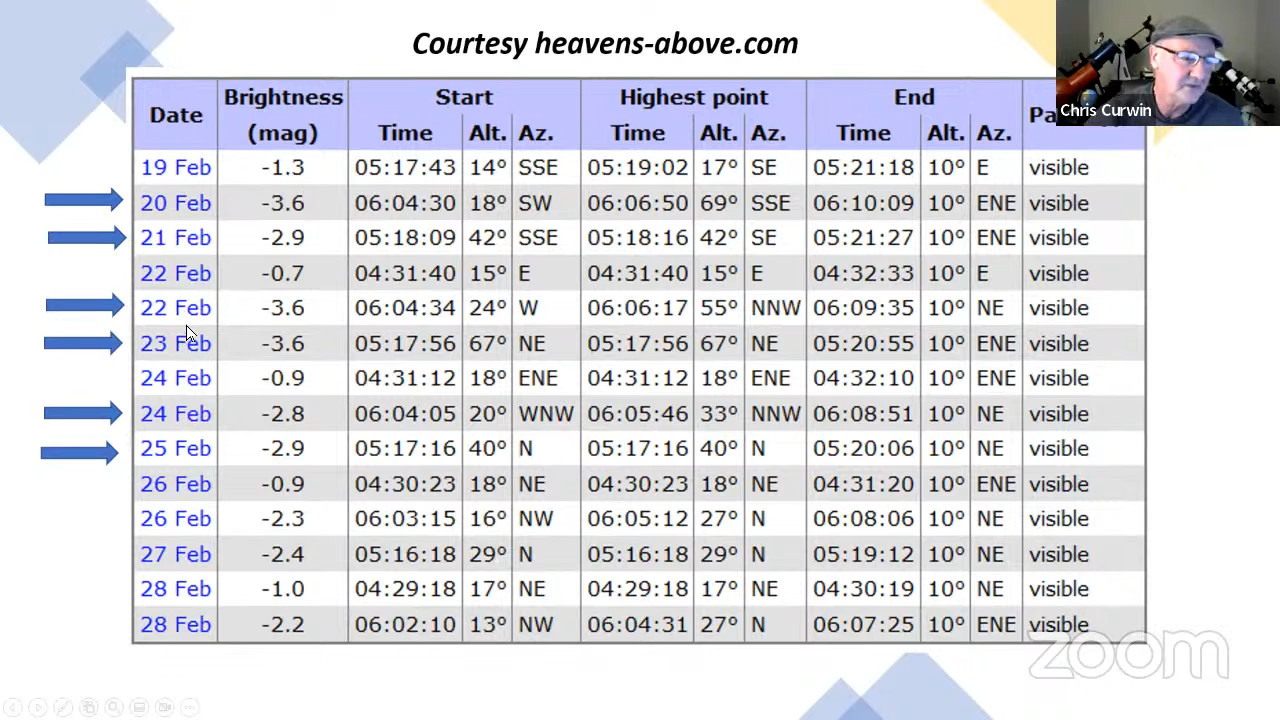 Courtesy heavens-above.com
Chris Curwin
Date Brightness (mag) Start Highest point End Pa
Time Alt. Az. Time Alt. Az. Time Alt. Az.
19 Feb -1.3 05:17:43 14° SSE 05:19:02 17° SE 05:21:18 10° E visible
20 Feb -3.6 06:04:30 18° SW 06:06:50 69° SSE 06:10:09 10° ENE visible
21 Feb -2.9 05:18:09 42° SSE 05:18:16 42° SE 05:21:27 10° ENE visible
22 Feb -0.7 04:31:40 15° E 04:31:40 15° E 04:32:33 10° E visible
22 Feb -3.6 06:04:34 24° W 06:06:17 55° NNW 06:09:35 10° NE visible
23 Feb -3.6 05:17:56 67° NE 05:17:56 67° NE 05:20:55 10° ENE visible
24 Feb -0.9 04:31:12 18° ENE 04:31:12 18° ENE 04:32:10 10° ENE visible
24 Feb -2.8 06:04:05 20° WNW 06:05:46 33° NNW 06:08:51 10° NE visible
25 Feb -2.9 05:17:16 40° N 05:17:16 40° N 05:20:06 10° NE visible
26 Feb -0.9 04:30:23 18° NE 04:30:23 18° NE 04:31:20 10° ENE visible
26 Feb -2.3 06:03:15 16° NW 06:05:12 27° N 06:08:06 10° NE visible
27 Feb -2.4 05:16:18 29° N 05:16:18 29° N 05:19:12 10° NE visible
28 Feb -1.0 04:29:18 17° NE 04:29:18 17° NE 04:30:19 10° NE visible
28 Feb -2.2 06:02:10 13° NW 06:04:31 27° N 06:07:25 10° ENE visible
zoom